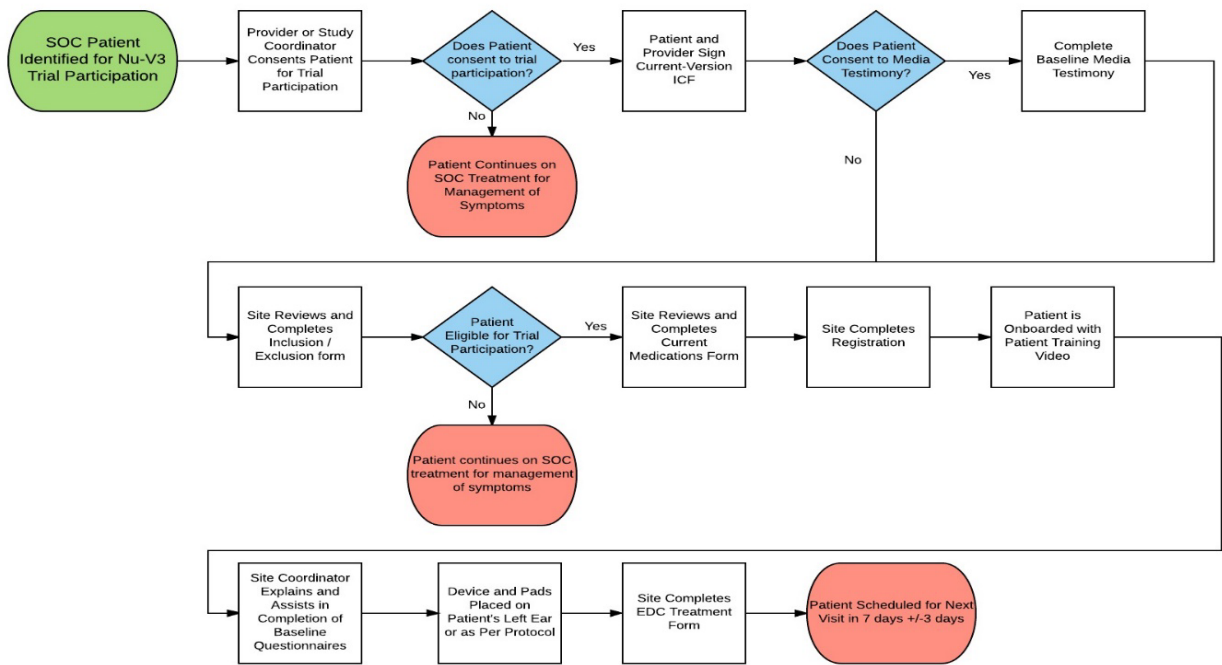 SOC Patient
Identified for Nu-V3
Trial Participation
Provider or Study
Coordinator
Consents Patient
for Trial
Participation
Does Patient
consent to trial
participation?
Yes
No
Patient Continues on
SOC Treatment for
Management of
Symptoms
Patient and
Provider Sign
Current-Version
ICF
Does Patient
Consent to Media
Testimony?
Yes
No
Complete
Baseline Media
Testimony
Site Reviews and
Completes
Inclusion /
Exclusion form
Patient
Eligible for Trial
Participation?
Yes
No
Patient continues on SOC
treatment for management
of symptoms
Site Reviews and
Completes
Current
Medications Form
Site Completes
Registration
Patient is
Onboarded with
Patient Training
Video
Site Coordinator
Explains and
Assists in
Completion of
Baseline
Questionnaires
Device and Pads
Placed on
Patient's Left Ear
or as Per Protocol
Site Completes
EDC Treatment
Form
Patient Scheduled for Next
Visit in 7 days +/-3 days